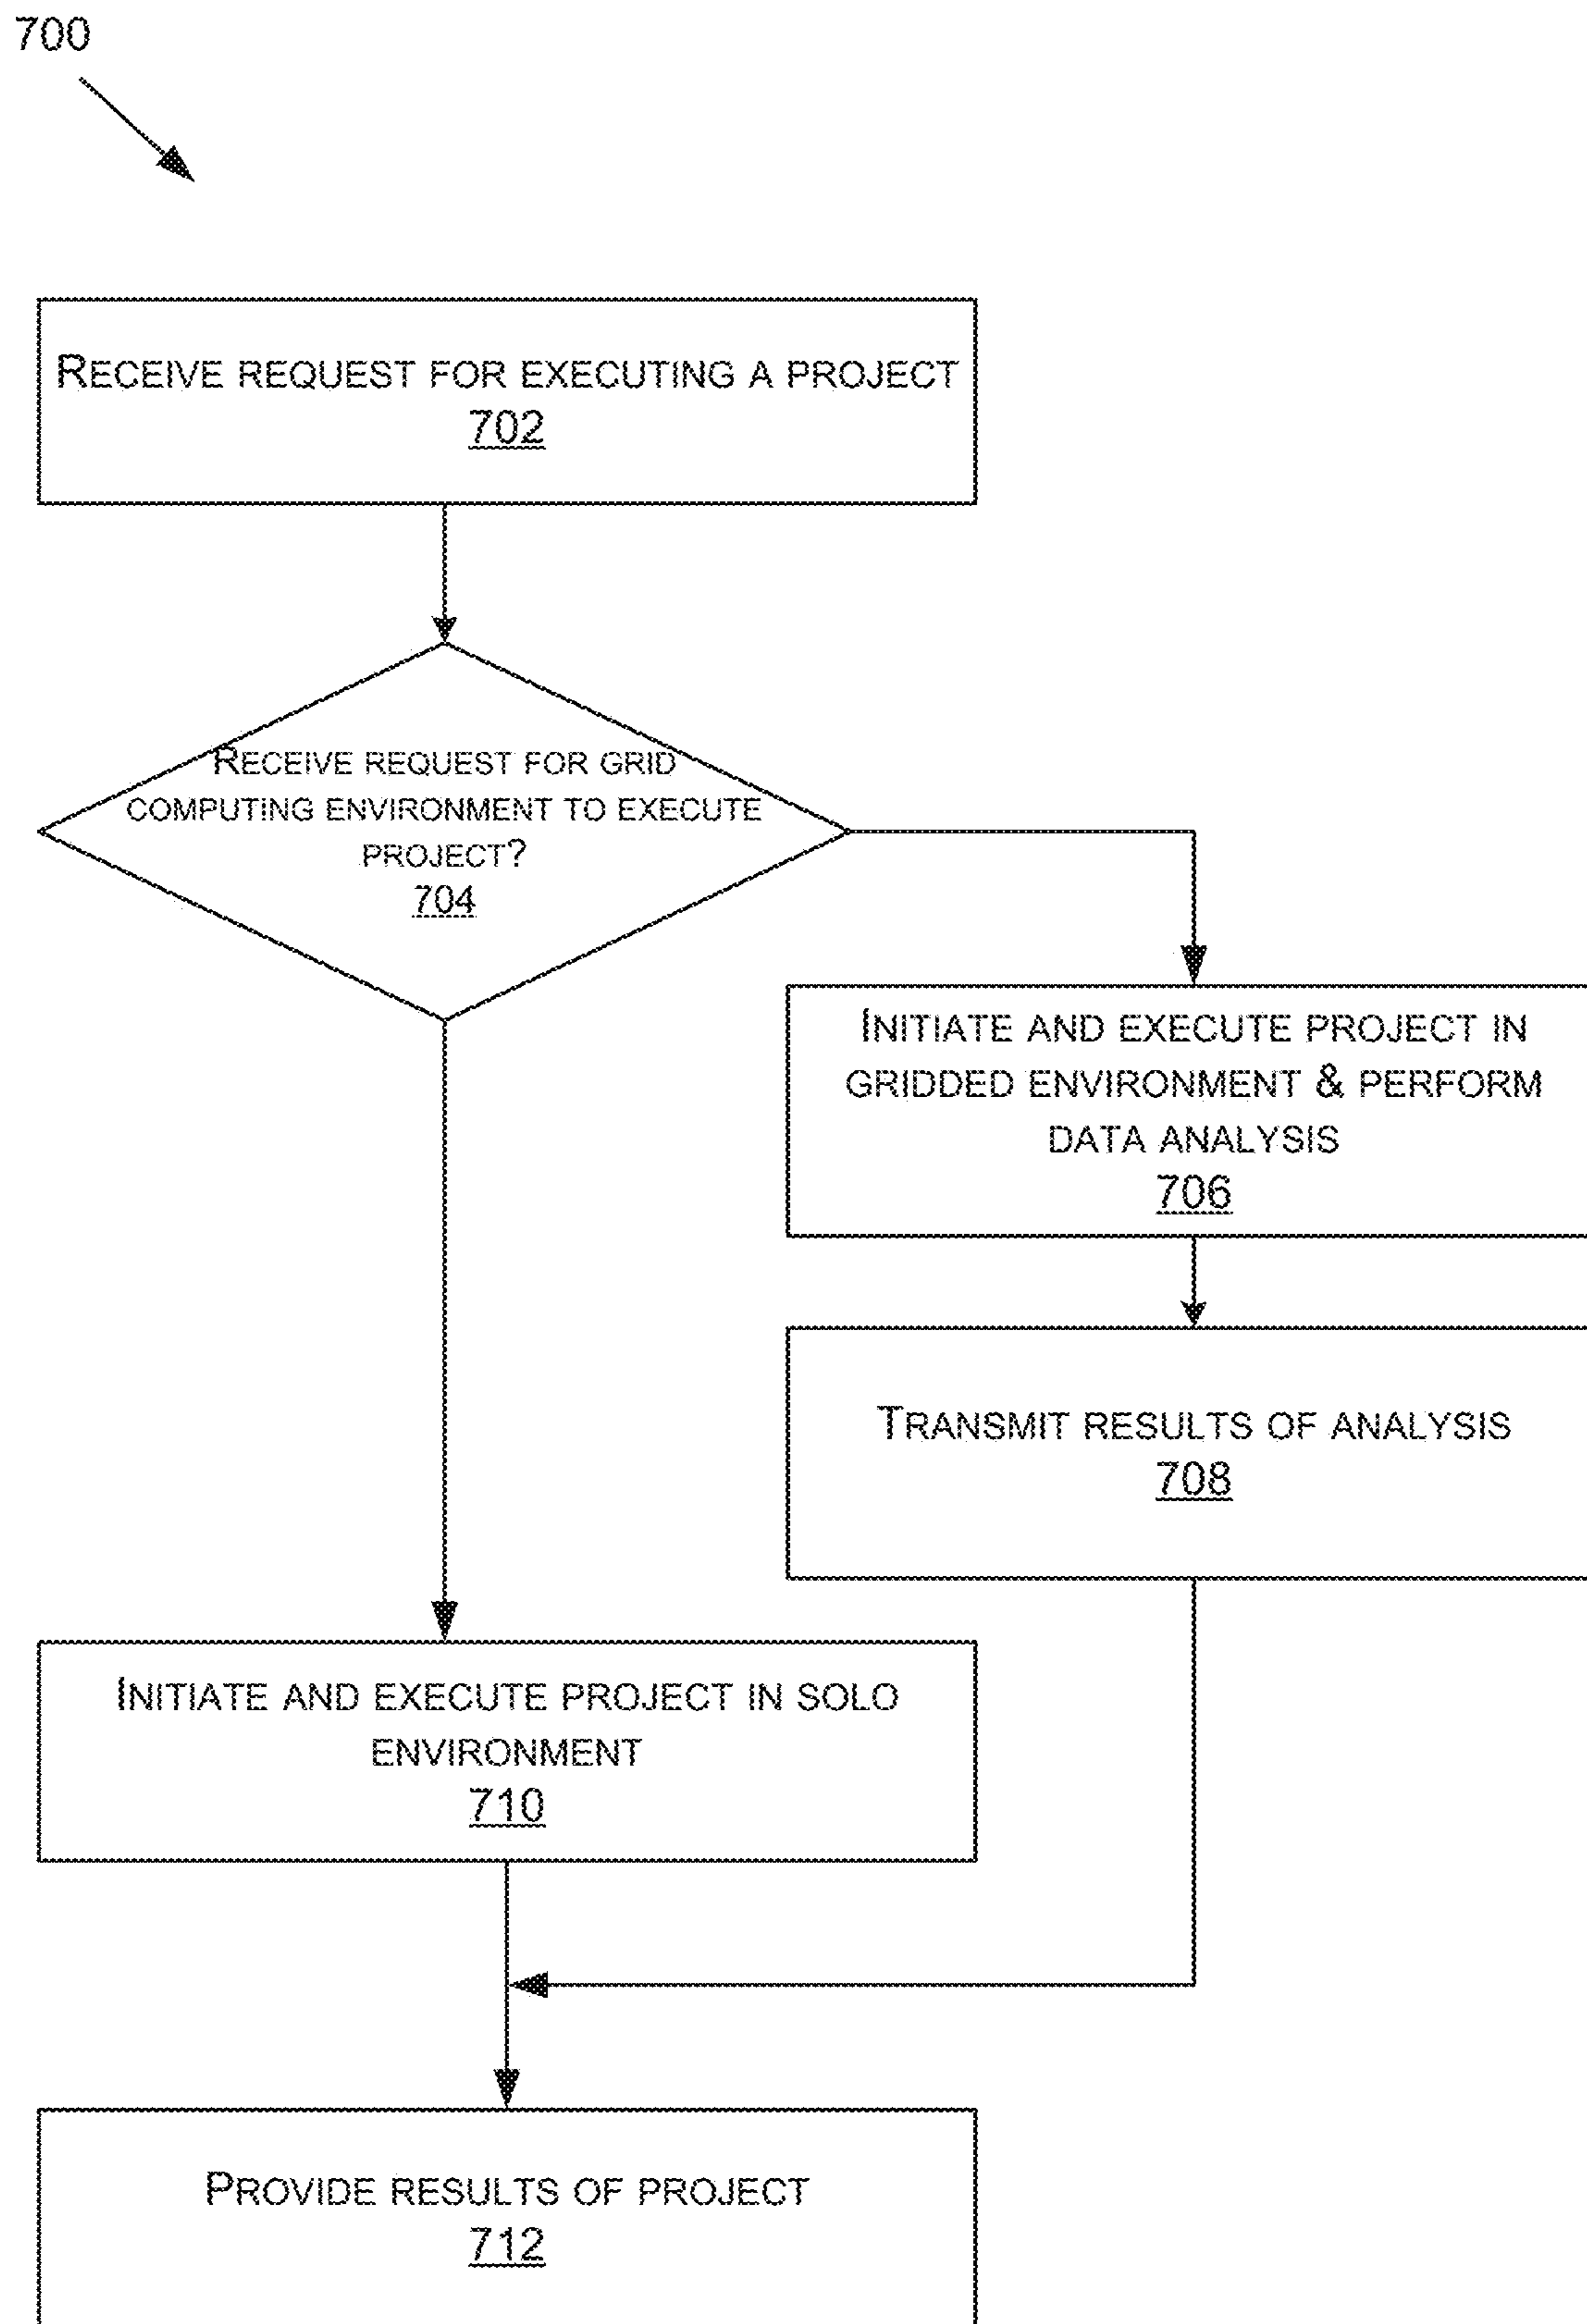 700
RECEIVE REQUEST FOR EXECUTING A PROJECT
702
RECEIVE REQUEST FOR GRID
COMPUTING ENVIRONMENT TO EXECUTE
PROJECT?
704
INITIATE AND EXECUTE PROJECT IN
GRIDDED ENVIRONMENT & PERFORM
DATA ANALYSIS
706
TRANSMIT RESULTS OF ANALYSIS
708
INITIATE AND EXECUTE PROJECT IN SOLO
ENVIRONMENT
710
PROVIDE RESULTS OF PROJECT
712